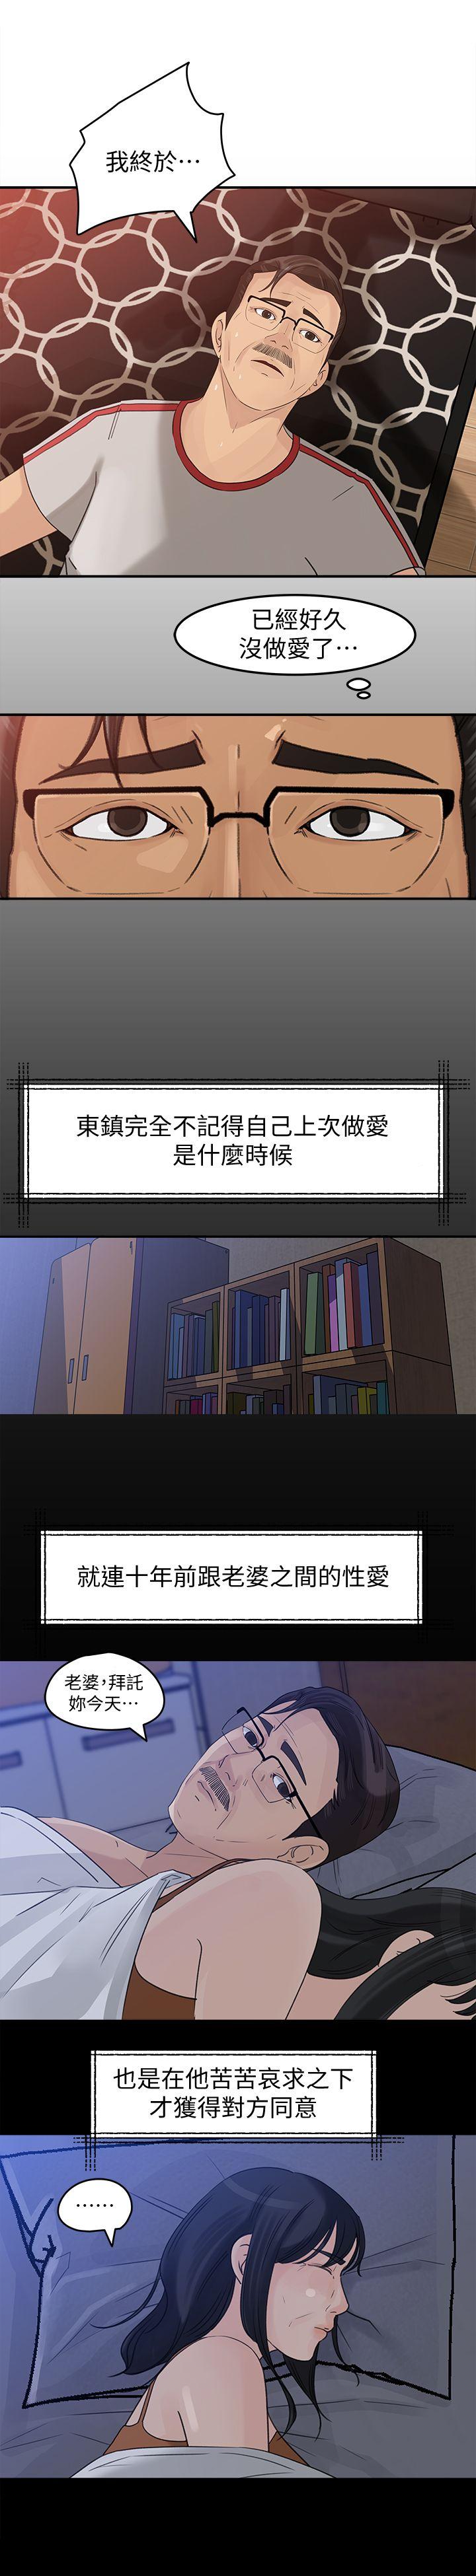 我終於⋯
已經好久
沒做愛了⋯
東鎮完全不記得自己上次做愛
是什麼時候
就連十年前跟老婆之間的性愛
老婆，拜託
妳今天⋯
也是在他苦苦哀求之下
才獲得對方同意
⋯⋯